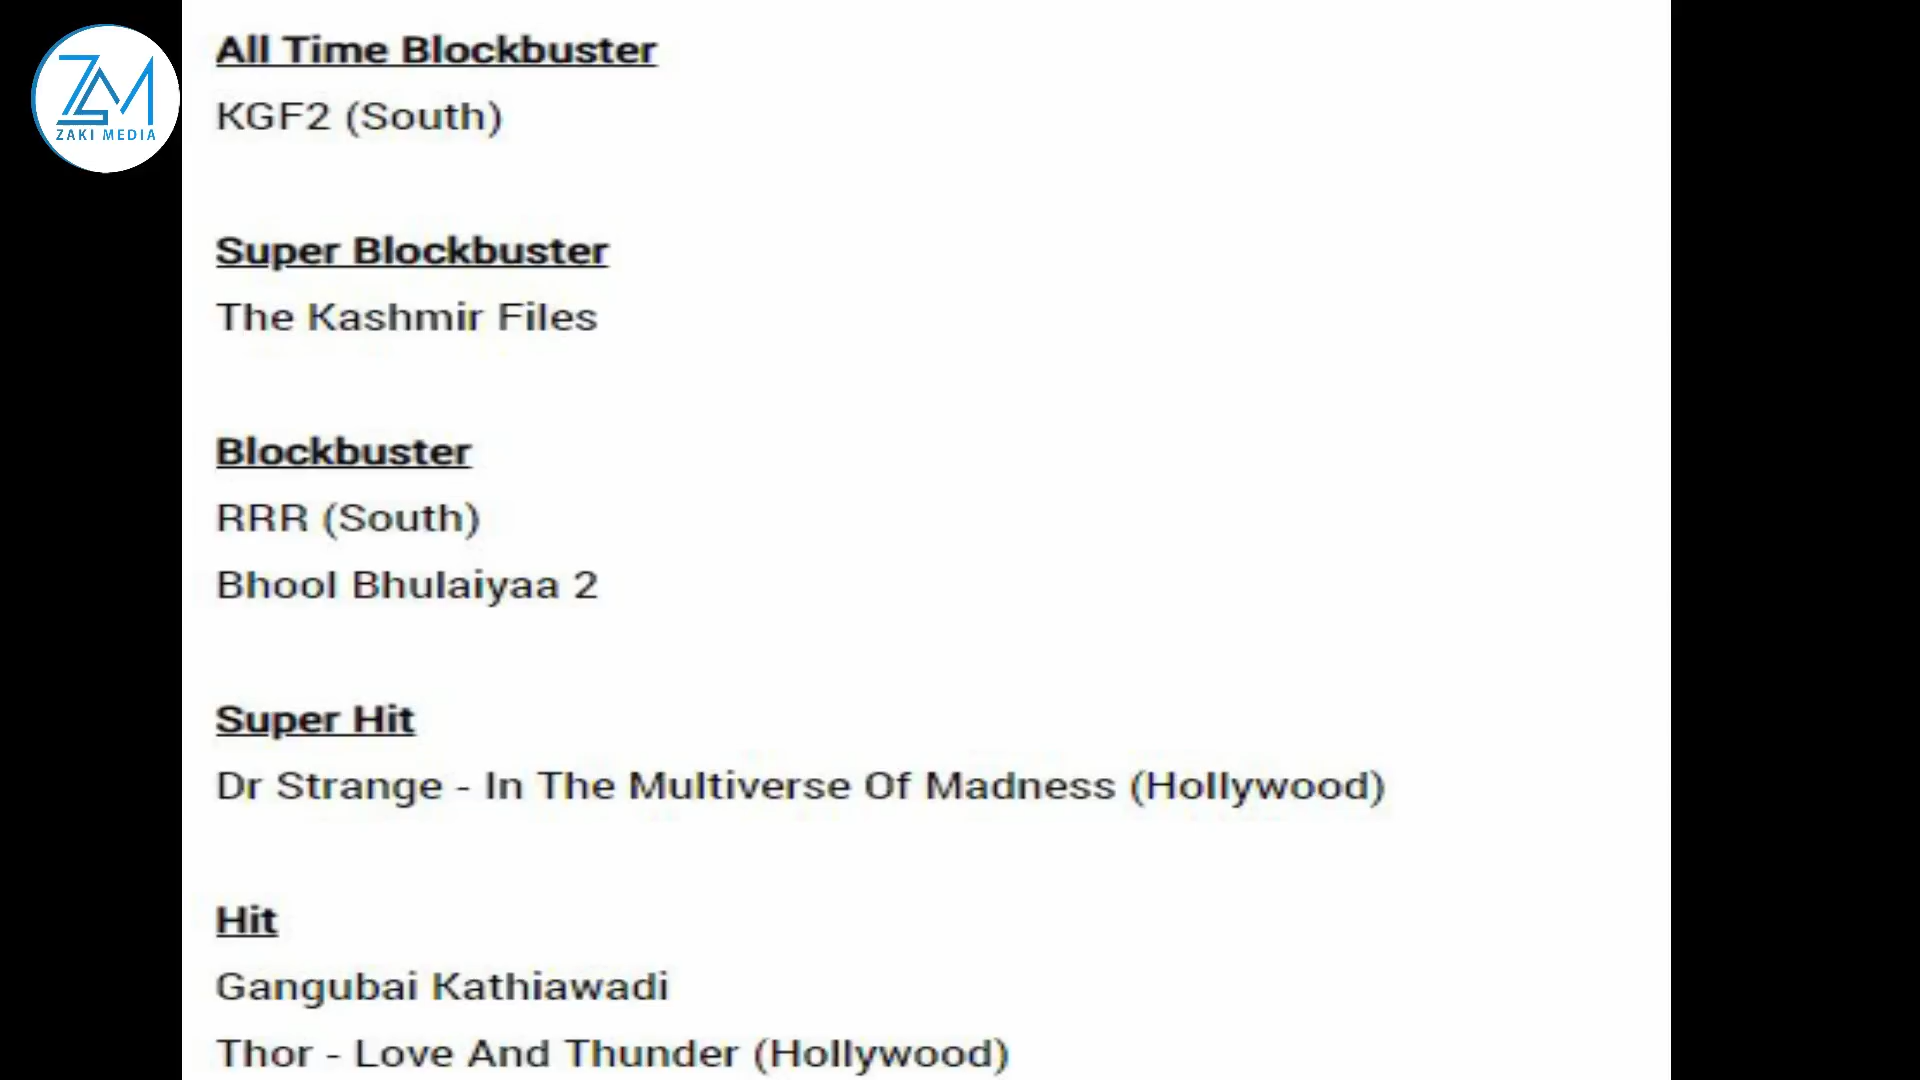 ZM
ZAKI MEDIA
All Time Blockbuster
KGF2 (South)
Super Blockbuster
The Kashmir Files
Blockbuster
RRR (South)
Bhool Bhulaiyaa 2
Super Hit
Dr Strange - In The Multiverse Of Madness (Hollywood)
Hit
Gangubai Kathiawadi
Thor - Love And Thunder (Hollywood)